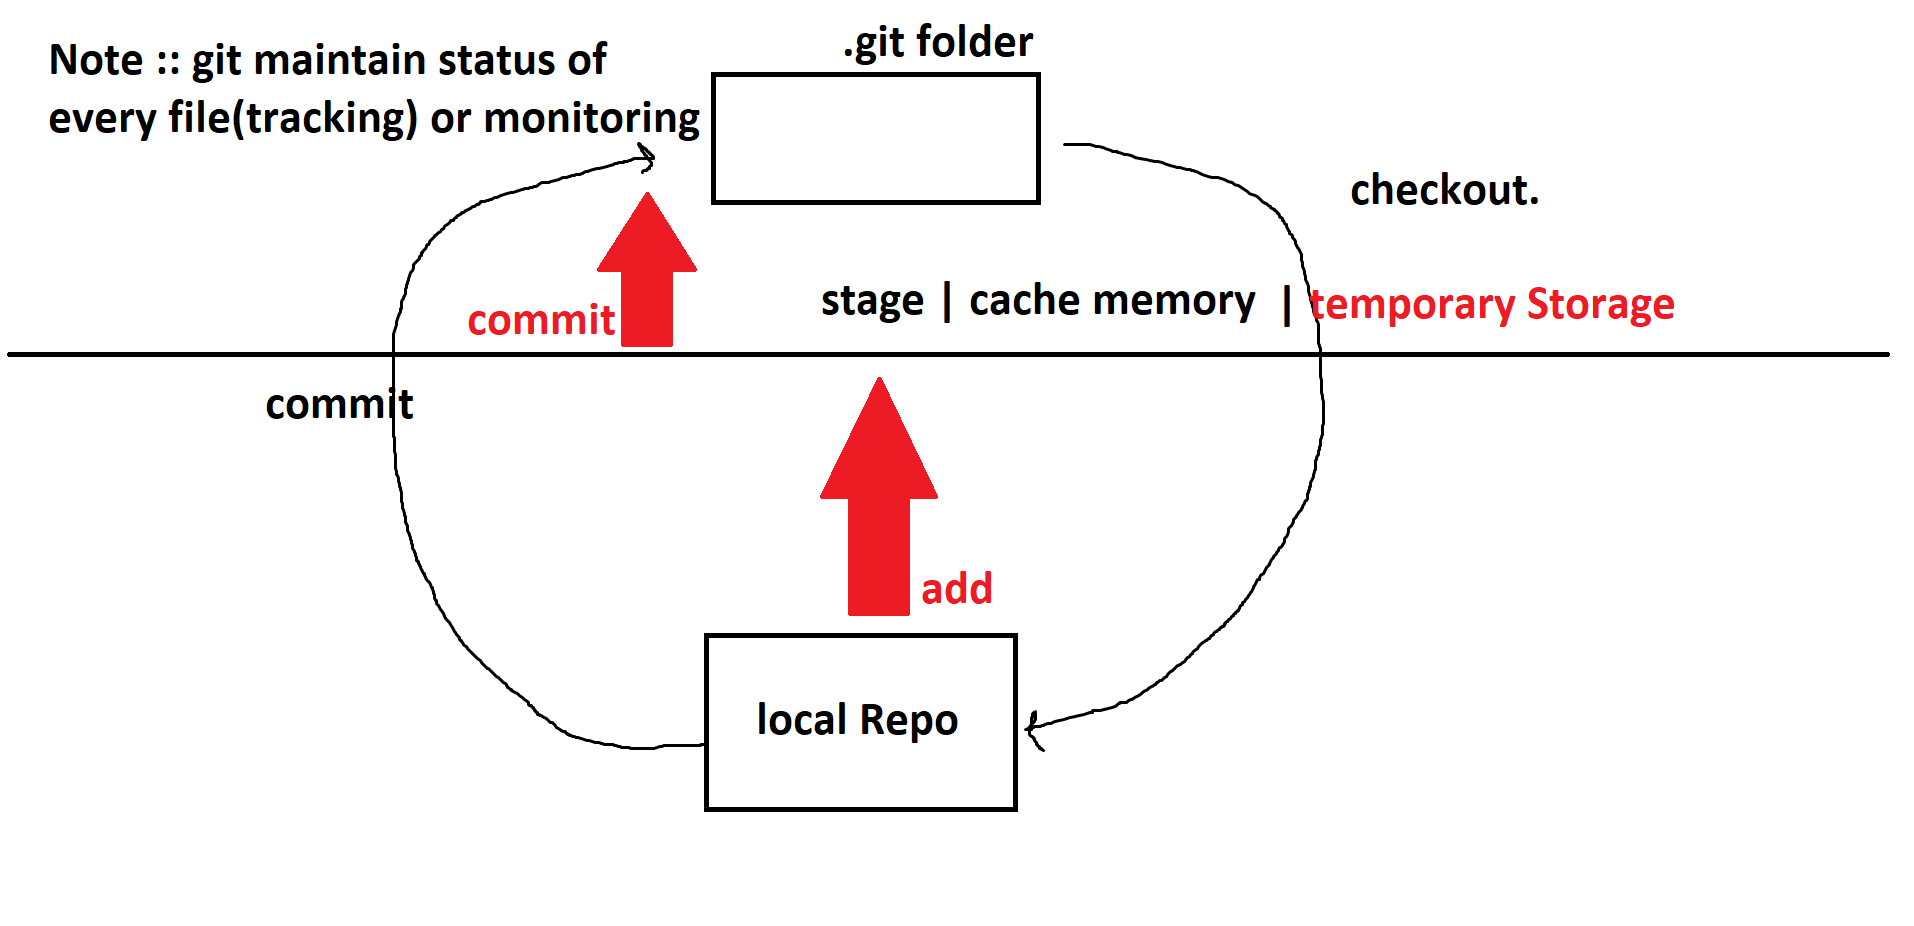 .git folder
Note :: git maintain status of
every file(tracking) or monitoring
checkout.
stage | cache memory | temporary Storage
commit
commit
add
local Repo